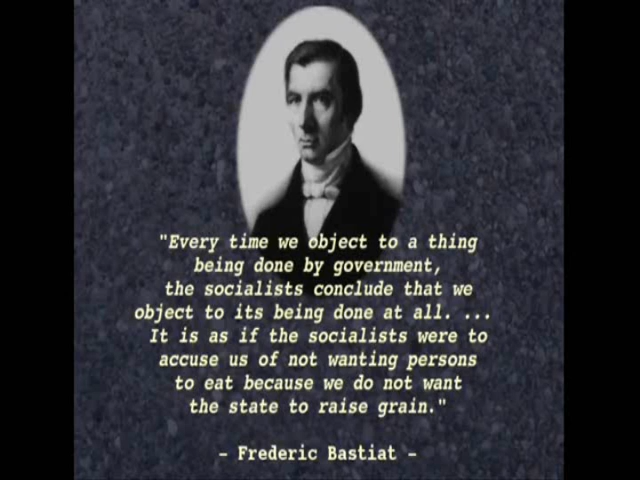 "Every time we object to a thing
being done by government,
the socialists conclude that we
object to its being done at all. ...
It is as if the socialists were to
accuse us of not wanting persons
to eat because we do not want
the state to raise grain."
– Frederic Bastiat –